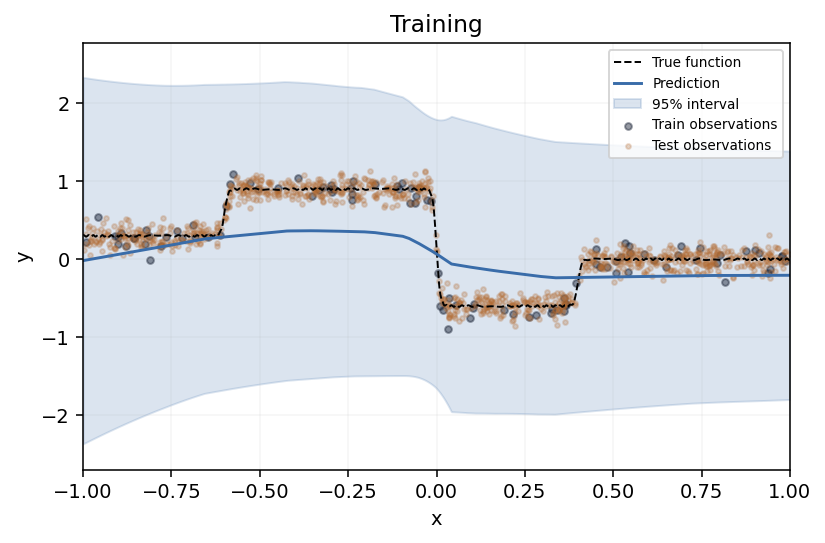 Training
True function
Prediction
95% interval
Train observations
Test observations
y
2
1
0
−1
−2
−1.00 −0.75 −0.50 −0.25 0.00 0.25 0.50 0.75 1.00
x